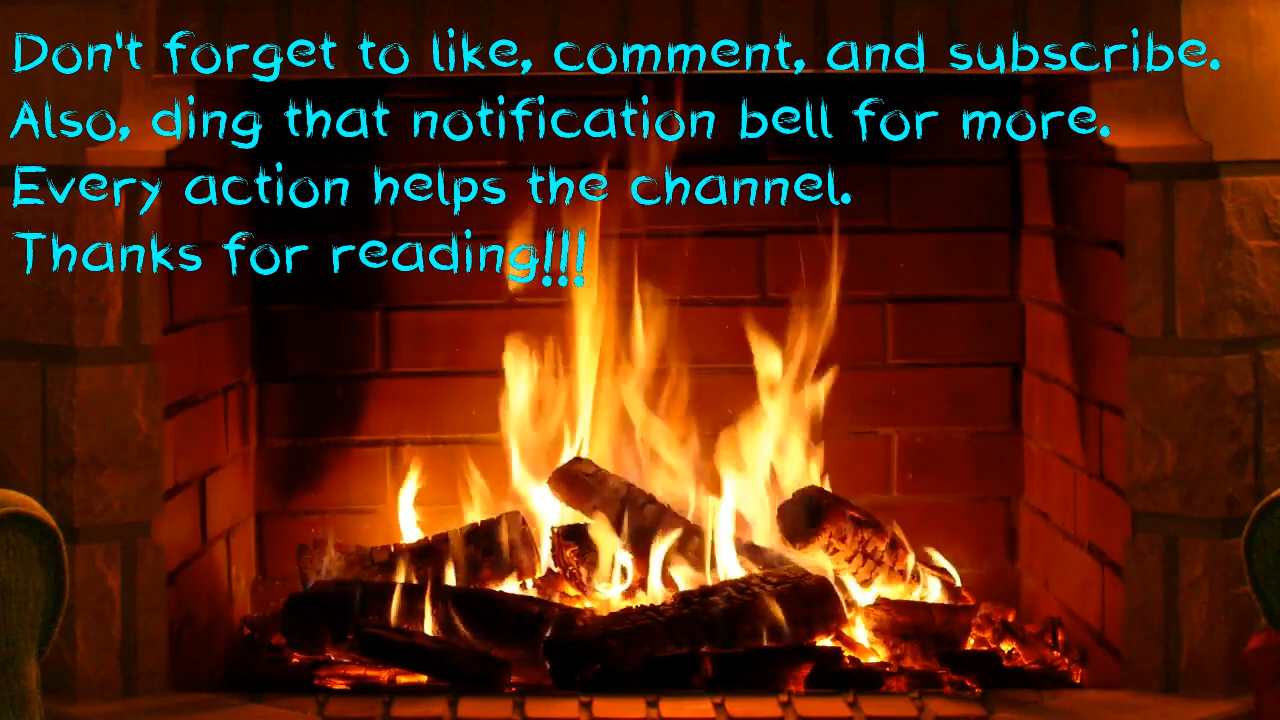 Don't forget to like, comment, and subscribe.
Also, ding that notification bell for more.
Every action helps the channel.
Thanks for reading!!!